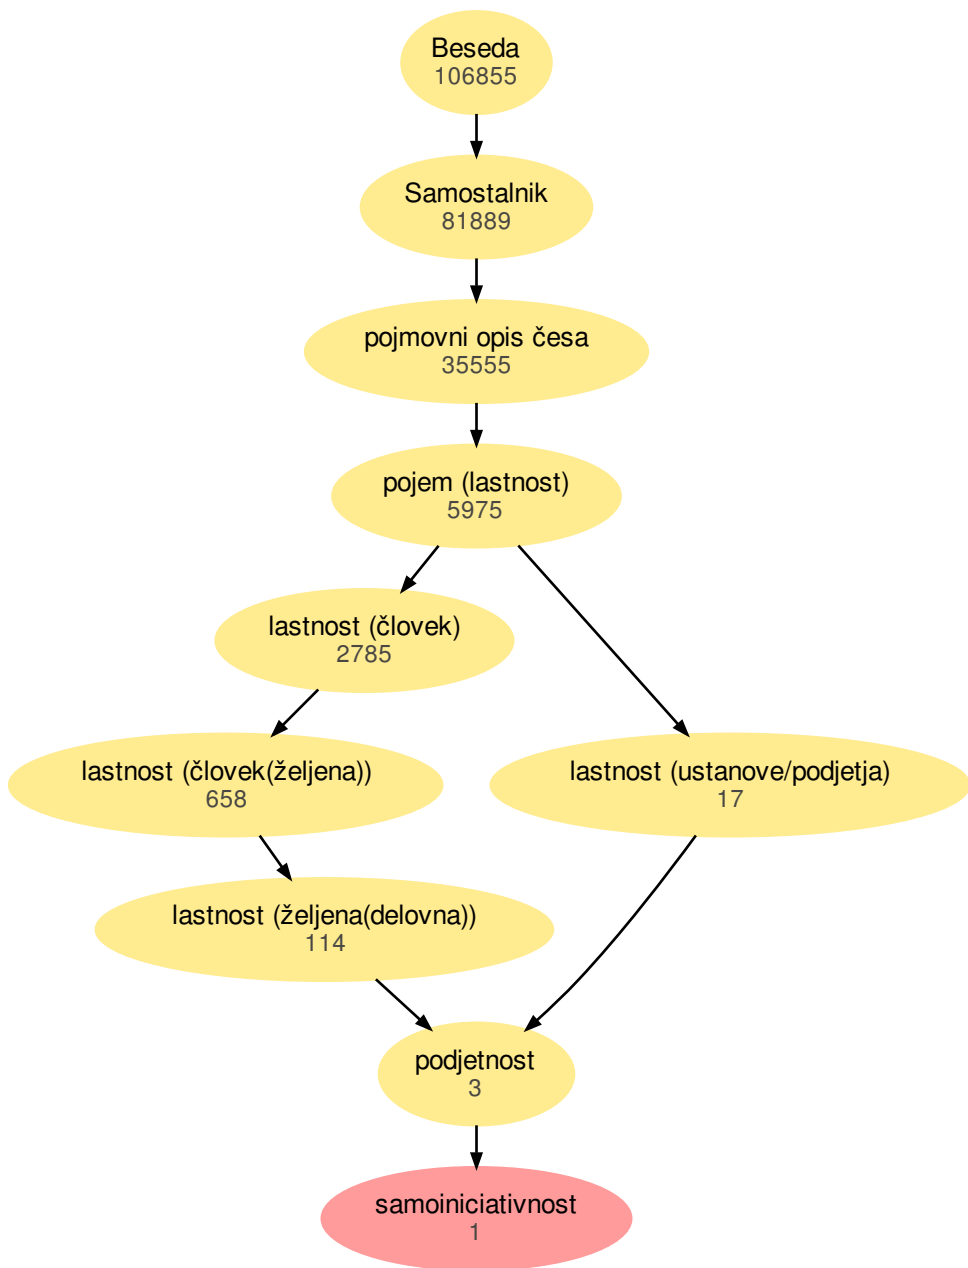 Beseda
106855
Samostalnik
81889
pojmovni opis česa
35555
pojem (lastnost)
5975
lastnost (človek)
2785
lastnost (človek(željena))
658
lastnost (ustanove/podjetja)
17
lastnost (željena(delovna))
114
podjetnost
3
samoiniciativnost
1